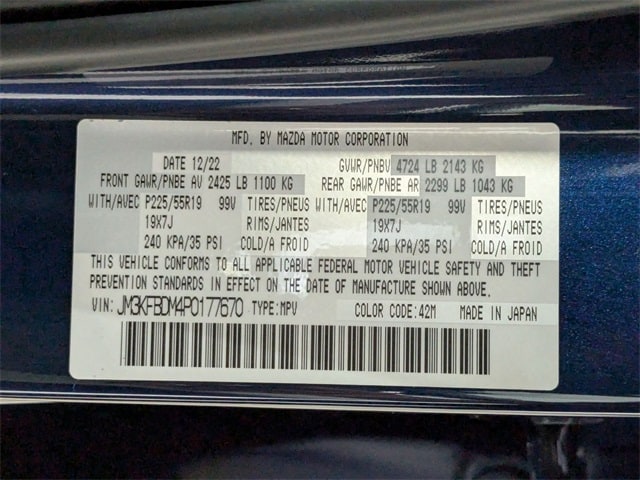 MFD. BY MAZDA MOTOR CORPORATION
DATE 12/22 GVWR/PNBV 4724 LB 2143 KG
FRONT GAWR/PNBE AV 2425 LB 1100 KG REAR GAWR/PNBE AR 2299 LB 1043 KG
WITH/AVEC P225/55R19 99V TIRES/PNEUS WITH/AVEC P225/55R19 99V TIRES/PNEUS
19X7J RIMS/JANTES 19X7J RIMS/JANTES
240 KPA/35 PSI COLD/A FROID 240 KPA/35 PSI COLD/A FROID
THIS VEHICLE CONFORMS TO ALL APPLICABLE FEDERAL MOTOR VEHICLE SAFETY AND THEFT
PREVENTION STANDARDS IN EFFECT ON THE DATE OF MANUFACTURE SHOWN ABOVE.
VIN: JM3KFBDM4P0177670 TYPE:MPV COLOR CODE:42M MADE IN JAPAN